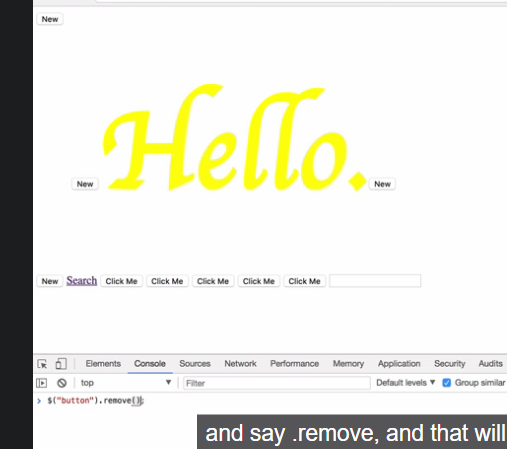 New
New Hello. New
New Search Click Me Click Me Click Me Click Me Click Me
Elements Console Sources Network Performance Memory Application Security Audits
top Filter Default levels Group similar
$("button").remove();
and say .remove, and that will